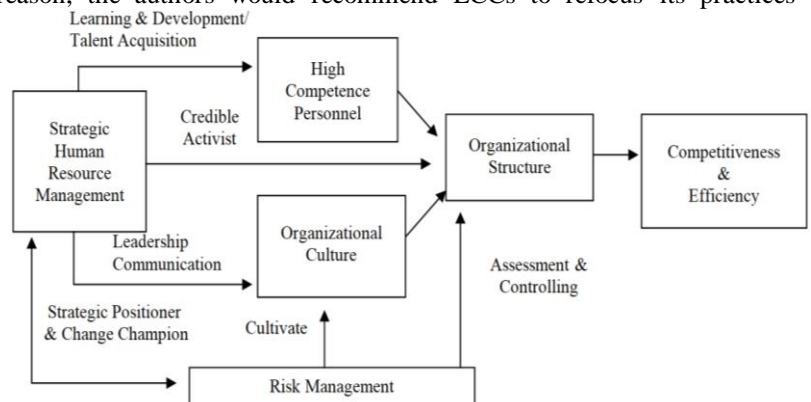 reason, the authors would recommend LCCs to refocus its practices
Learning & Development/
Talent Acquisition
High
Competence
Personnel
Credible
Activist
Strategic
Human
Resource
Management
Organizational
Structure
Competitiveness
&
Efficiency
Leadership
Communication
Organizational
Culture
Assessment &
Controlling
Strategic Positioner
& Change Champion
Cultivate
Risk Management